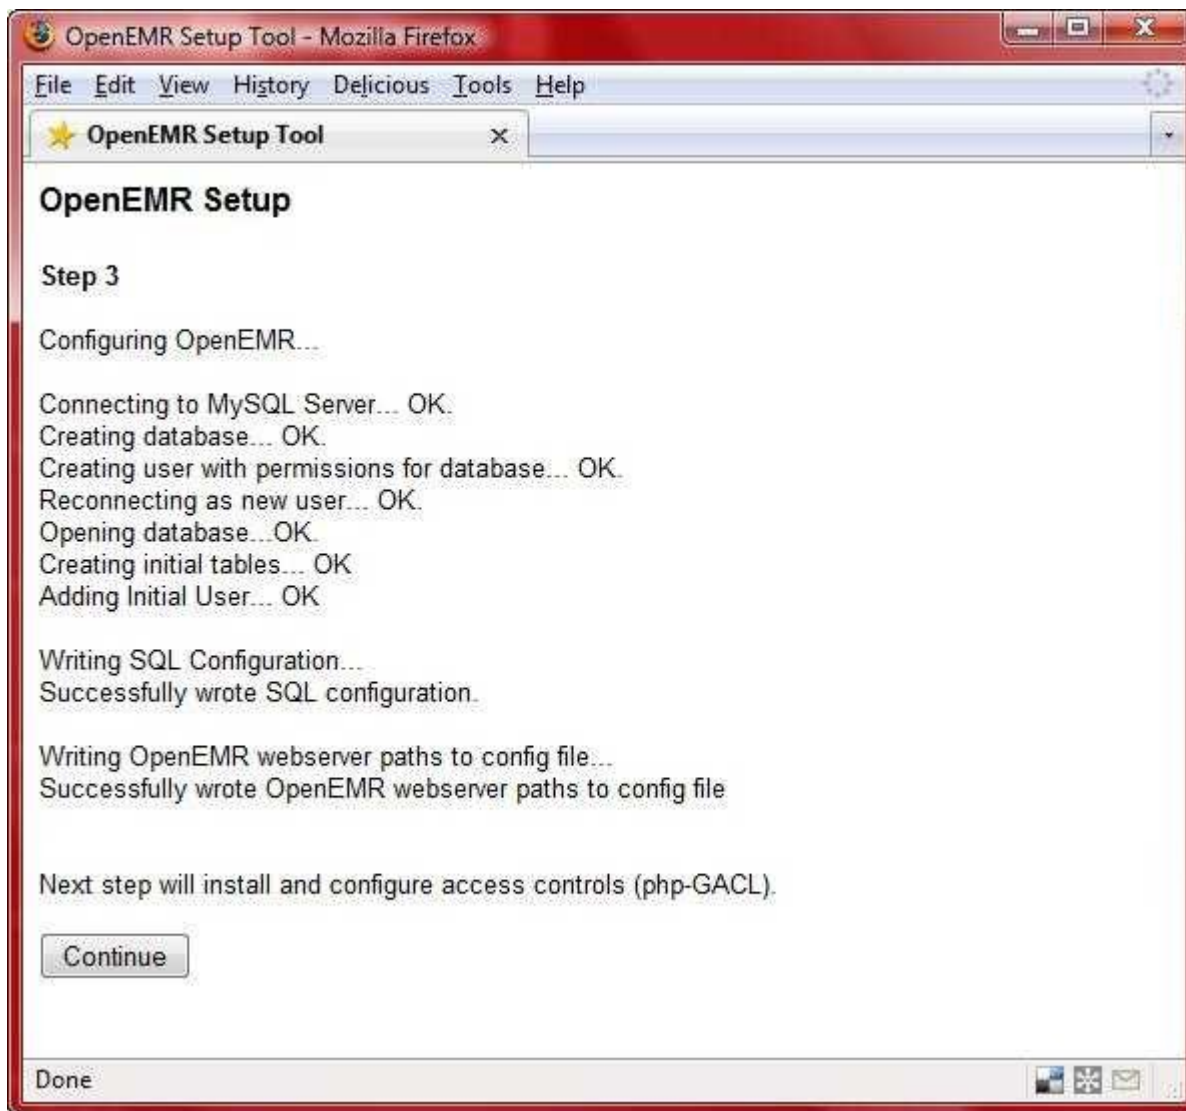 OpenEMR Setup Tool - Mozilla Firefox
File Edit View History Delicious Tools Help
OpenEMR Setup Tool
OpenEMR Setup
Step 3
Configuring OpenEMR...
Connecting to MySQL Server... OK.
Creating database... OK.
Creating user with permissions for database... OK.
Reconnecting as new user... OK.
Opening database...OK.
Creating initial tables... OK
Adding Initial User... OK
Writing SQL Configuration...
Successfully wrote SQL configuration.
Writing OpenEMR webserver paths to config file...
Successfully wrote OpenEMR webserver paths to config file
Next step will install and configure access controls (php-GACL).
Continue
Done